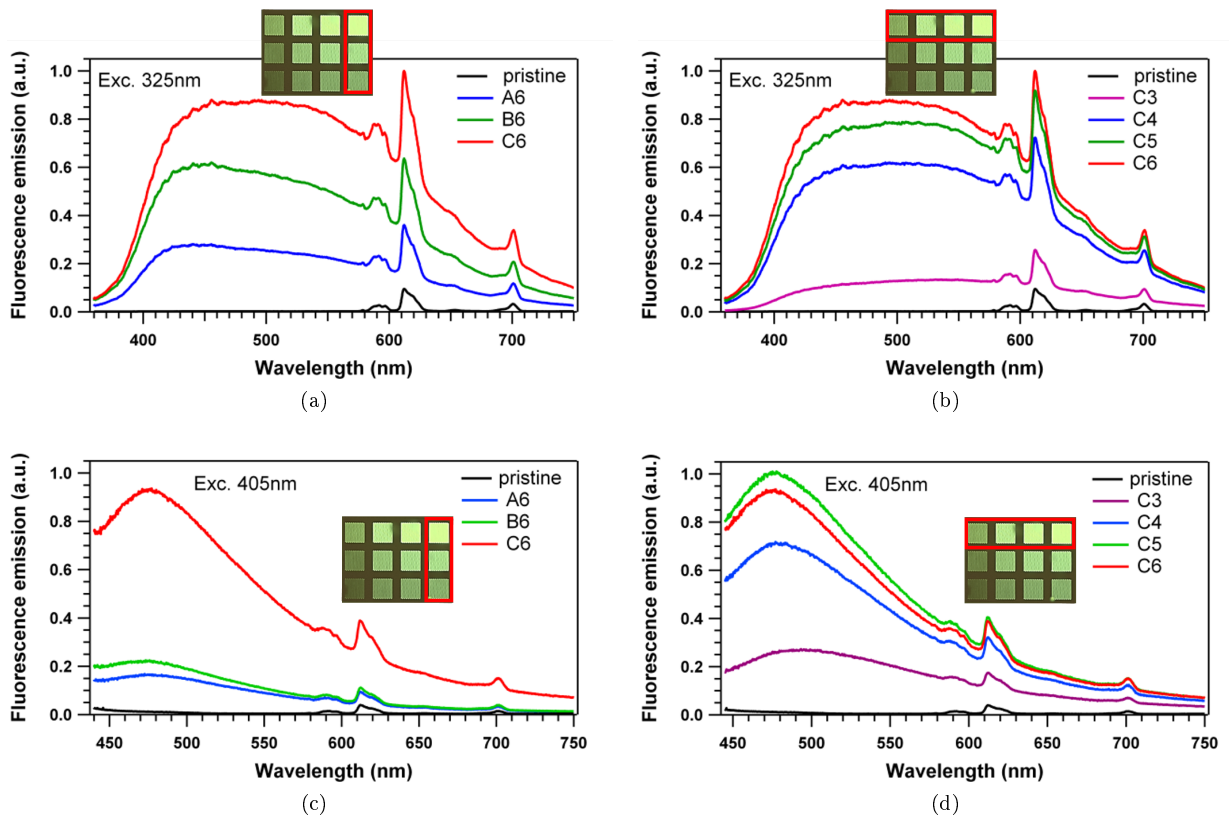 Fluorescence emission (a.u.)
Exc. 325nm
pristine
A6
B6
C6
1.0
0.8
0.6
0.4
0.2
0.0
400
500
600
700
Wavelength (nm)
(a)
Fluorescence emission (a.u.)
Exc. 325nm
pristine
C3
C4
C5
C6
1.0
0.8
0.6
0.4
0.2
0.0
400
500
600
700
Wavelength (nm)
(b)
Fluorescence emission (a.u.)
Exc. 405nm
pristine
A6
B6
C6
1.0
0.8
0.6
0.4
0.2
0.0
450
500
550
600
650
700
750
Wavelength (nm)
(c)
Fluorescence emission (a.u.)
Exc. 405nm
pristine
C3
C4
C5
C6
1.0
0.8
0.6
0.4
0.2
0.0
450
500
550
600
650
700
750
Wavelength (nm)
(d)